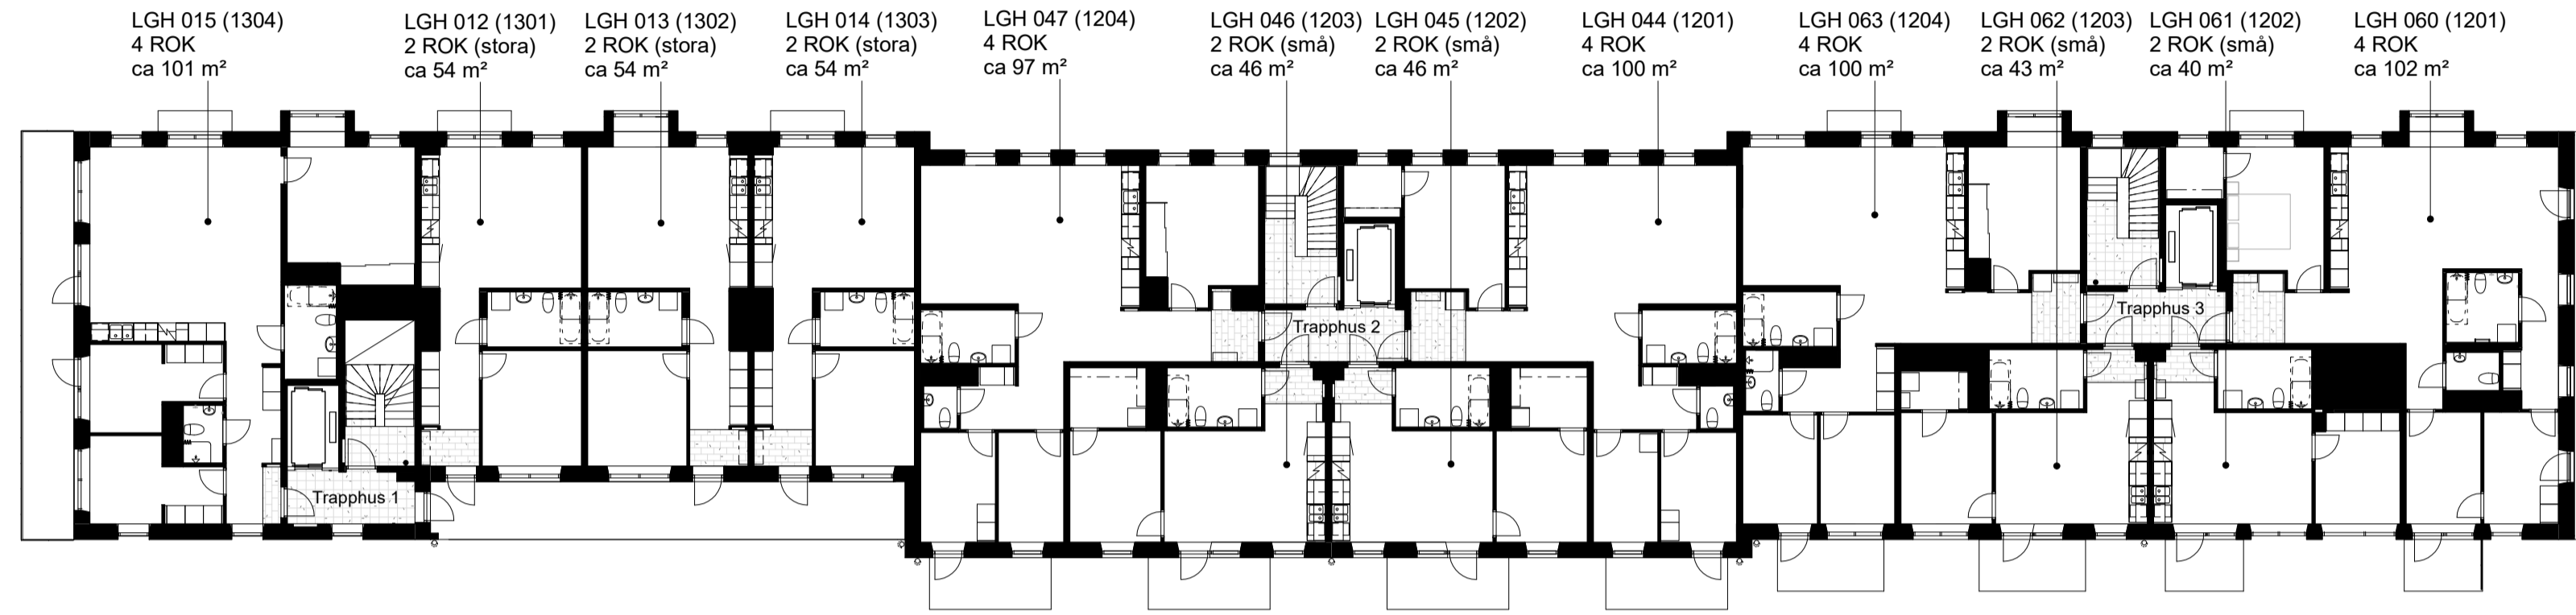 LGH 015 (1304)
4 ROK
ca 101 m²
LGH 012 (1301)
2 ROK (stora)
ca 54 m²
LGH 013 (1302)
2 ROK (stora)
ca 54 m²
LGH 014 (1303)
2 ROK (stora)
ca 54 m²
LGH 047 (1204)
4 ROK
ca 97 m²
LGH 046 (1203)
2 ROK (små)
ca 46 m²
LGH 045 (1202)
2 ROK (små)
ca 46 m²
LGH 044 (1201)
4 ROK
ca 100 m²
LGH 063 (1204)
4 ROK
ca 100 m²
LGH 062 (1203)
2 ROK (små)
ca 43 m²
LGH 061 (1202)
2 ROK (små)
ca 40 m²
LGH 060 (1201)
4 ROK
ca 102 m²
Trapphus 1
Trapphus 2
Trapphus 3